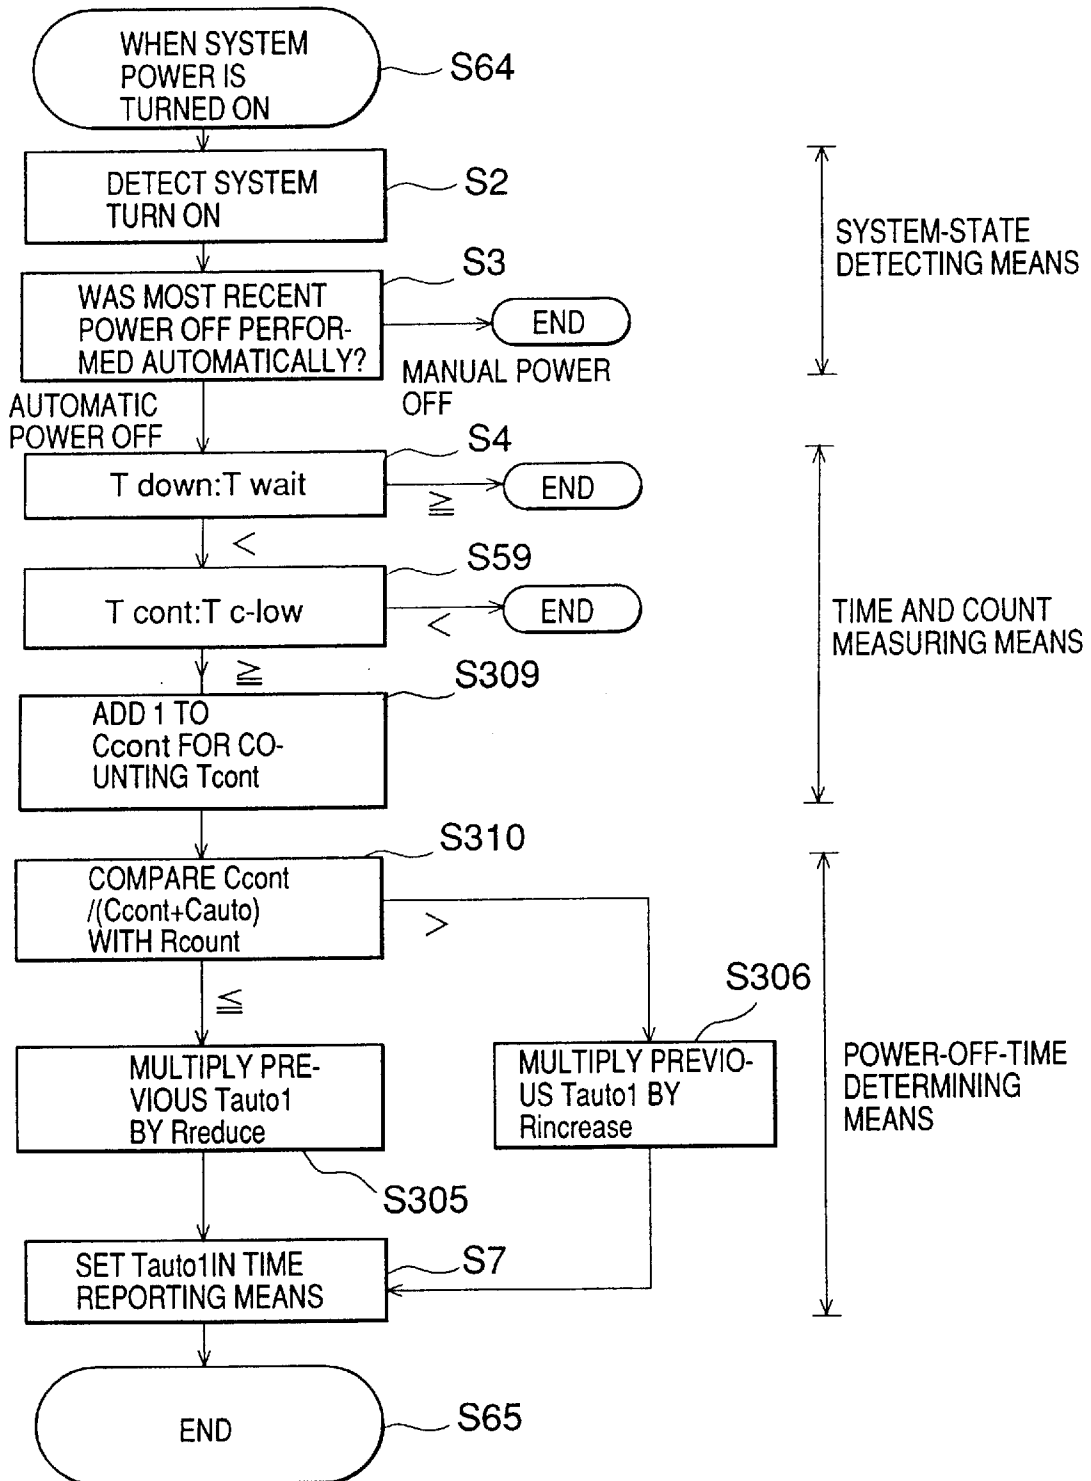 WHEN SYSTEM
POWER IS
TURNED ON
S64
DETECT SYSTEM
TURN ON
S2
SYSTEM-STATE
DETECTING MEANS
S3
WAS MOST RECENT
POWER OFF PERFOR-
MED AUTOMATICALLY?
END
MANUAL POWER
OFF
AUTOMATIC
POWER OFF
S4
T down:T wait
≧
END
<
S59
T cont:T c-low
<
END
TIME AND COUNT
MEASURING MEANS
≧
S309
ADD 1 TO
Ccont FOR CO-
UNTING Tcont
S310
COMPARE Ccont
/(Ccont+Cauto)
WITH Rcount
>
≦
S306
MULTIPLY PRE-
VIOUS Tauto1
BY Rreduce
S305
MULTIPLY PREVIO-
US Tauto1 BY
Rincrease
POWER-OFF-TIME
DETERMINING
MEANS
SET Tauto1IN TIME
REPORTING MEANS
S7
END
S65